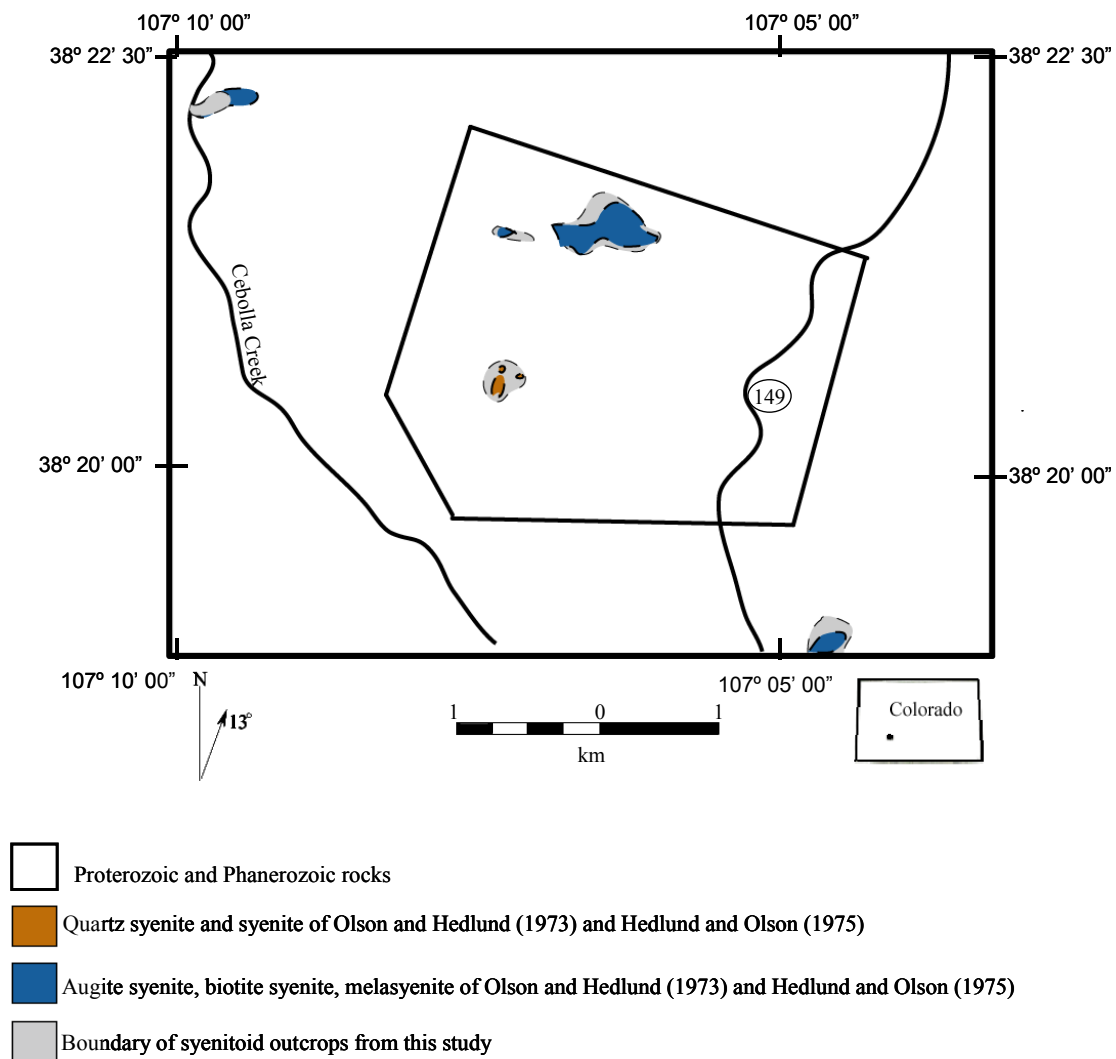 107º 10’ 00” 107º 05’ 00”
38º 22’ 30” 38º 22’ 30”
Cebolla Creek
149
38º 20’ 00” 38º 20’ 00”
107º 10’ 00” 107º 05’ 00”
N
13°
1 0 1
km
Colorado
Proterozoic and Phanerozoic rocks
Quartz syenite and syenite of Olson and Hedlund (1973) and Hedlund and Olson (1975)
Augite syenite, biotite syenite, melasyenite of Olson and Hedlund (1973) and Hedlund and Olson (1975)
Boundary of syenitoid outcrops from this study